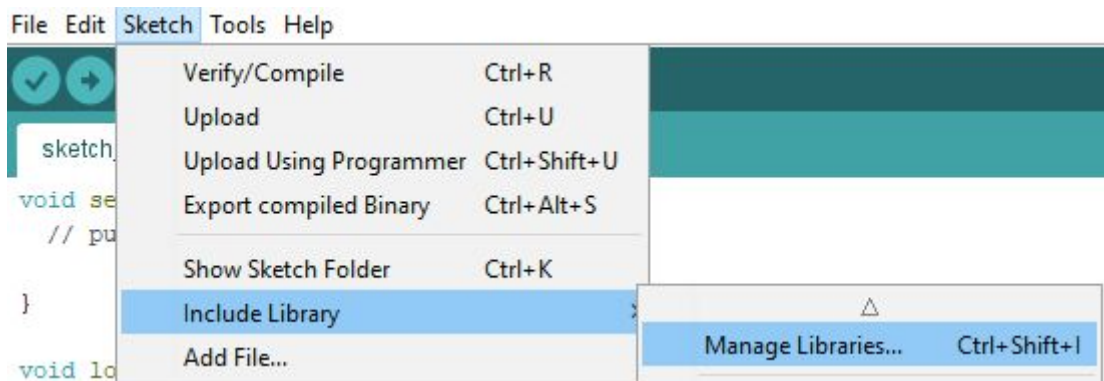 File Edit Sketch Tools Help
Verify/Compile Ctrl+R
Upload Ctrl+U
sketch_
Upload Using Programmer Ctrl+Shift+U
void se
Export compiled Binary Ctrl+Alt+S
// pu
Show Sketch Folder Ctrl+K
}
Include Library
Manage Libraries... Ctrl+Shift+I
Add File...
void lo